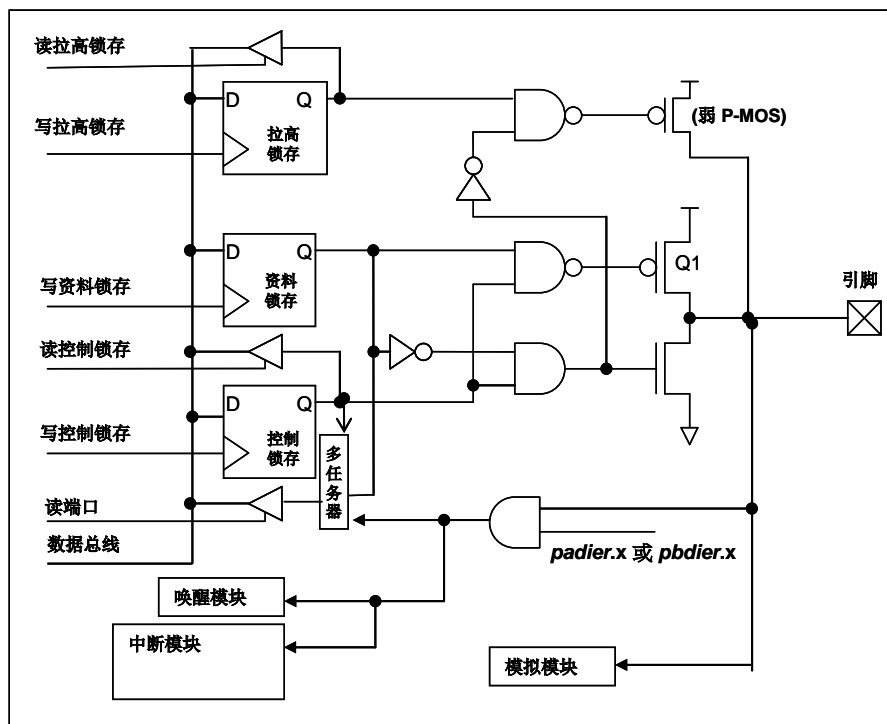 读拉高锁存
D Q
写拉高锁存
拉高
锁存
(弱 P-MOS)
D Q
写资料锁存
资料
锁存
Q1
引脚
读控制锁存
D Q
写控制锁存
控制
锁存
多
任
务
器
读端口
数据总线
padier.x 或 pbdier.x
唤醒模块
中断模块
模拟模块